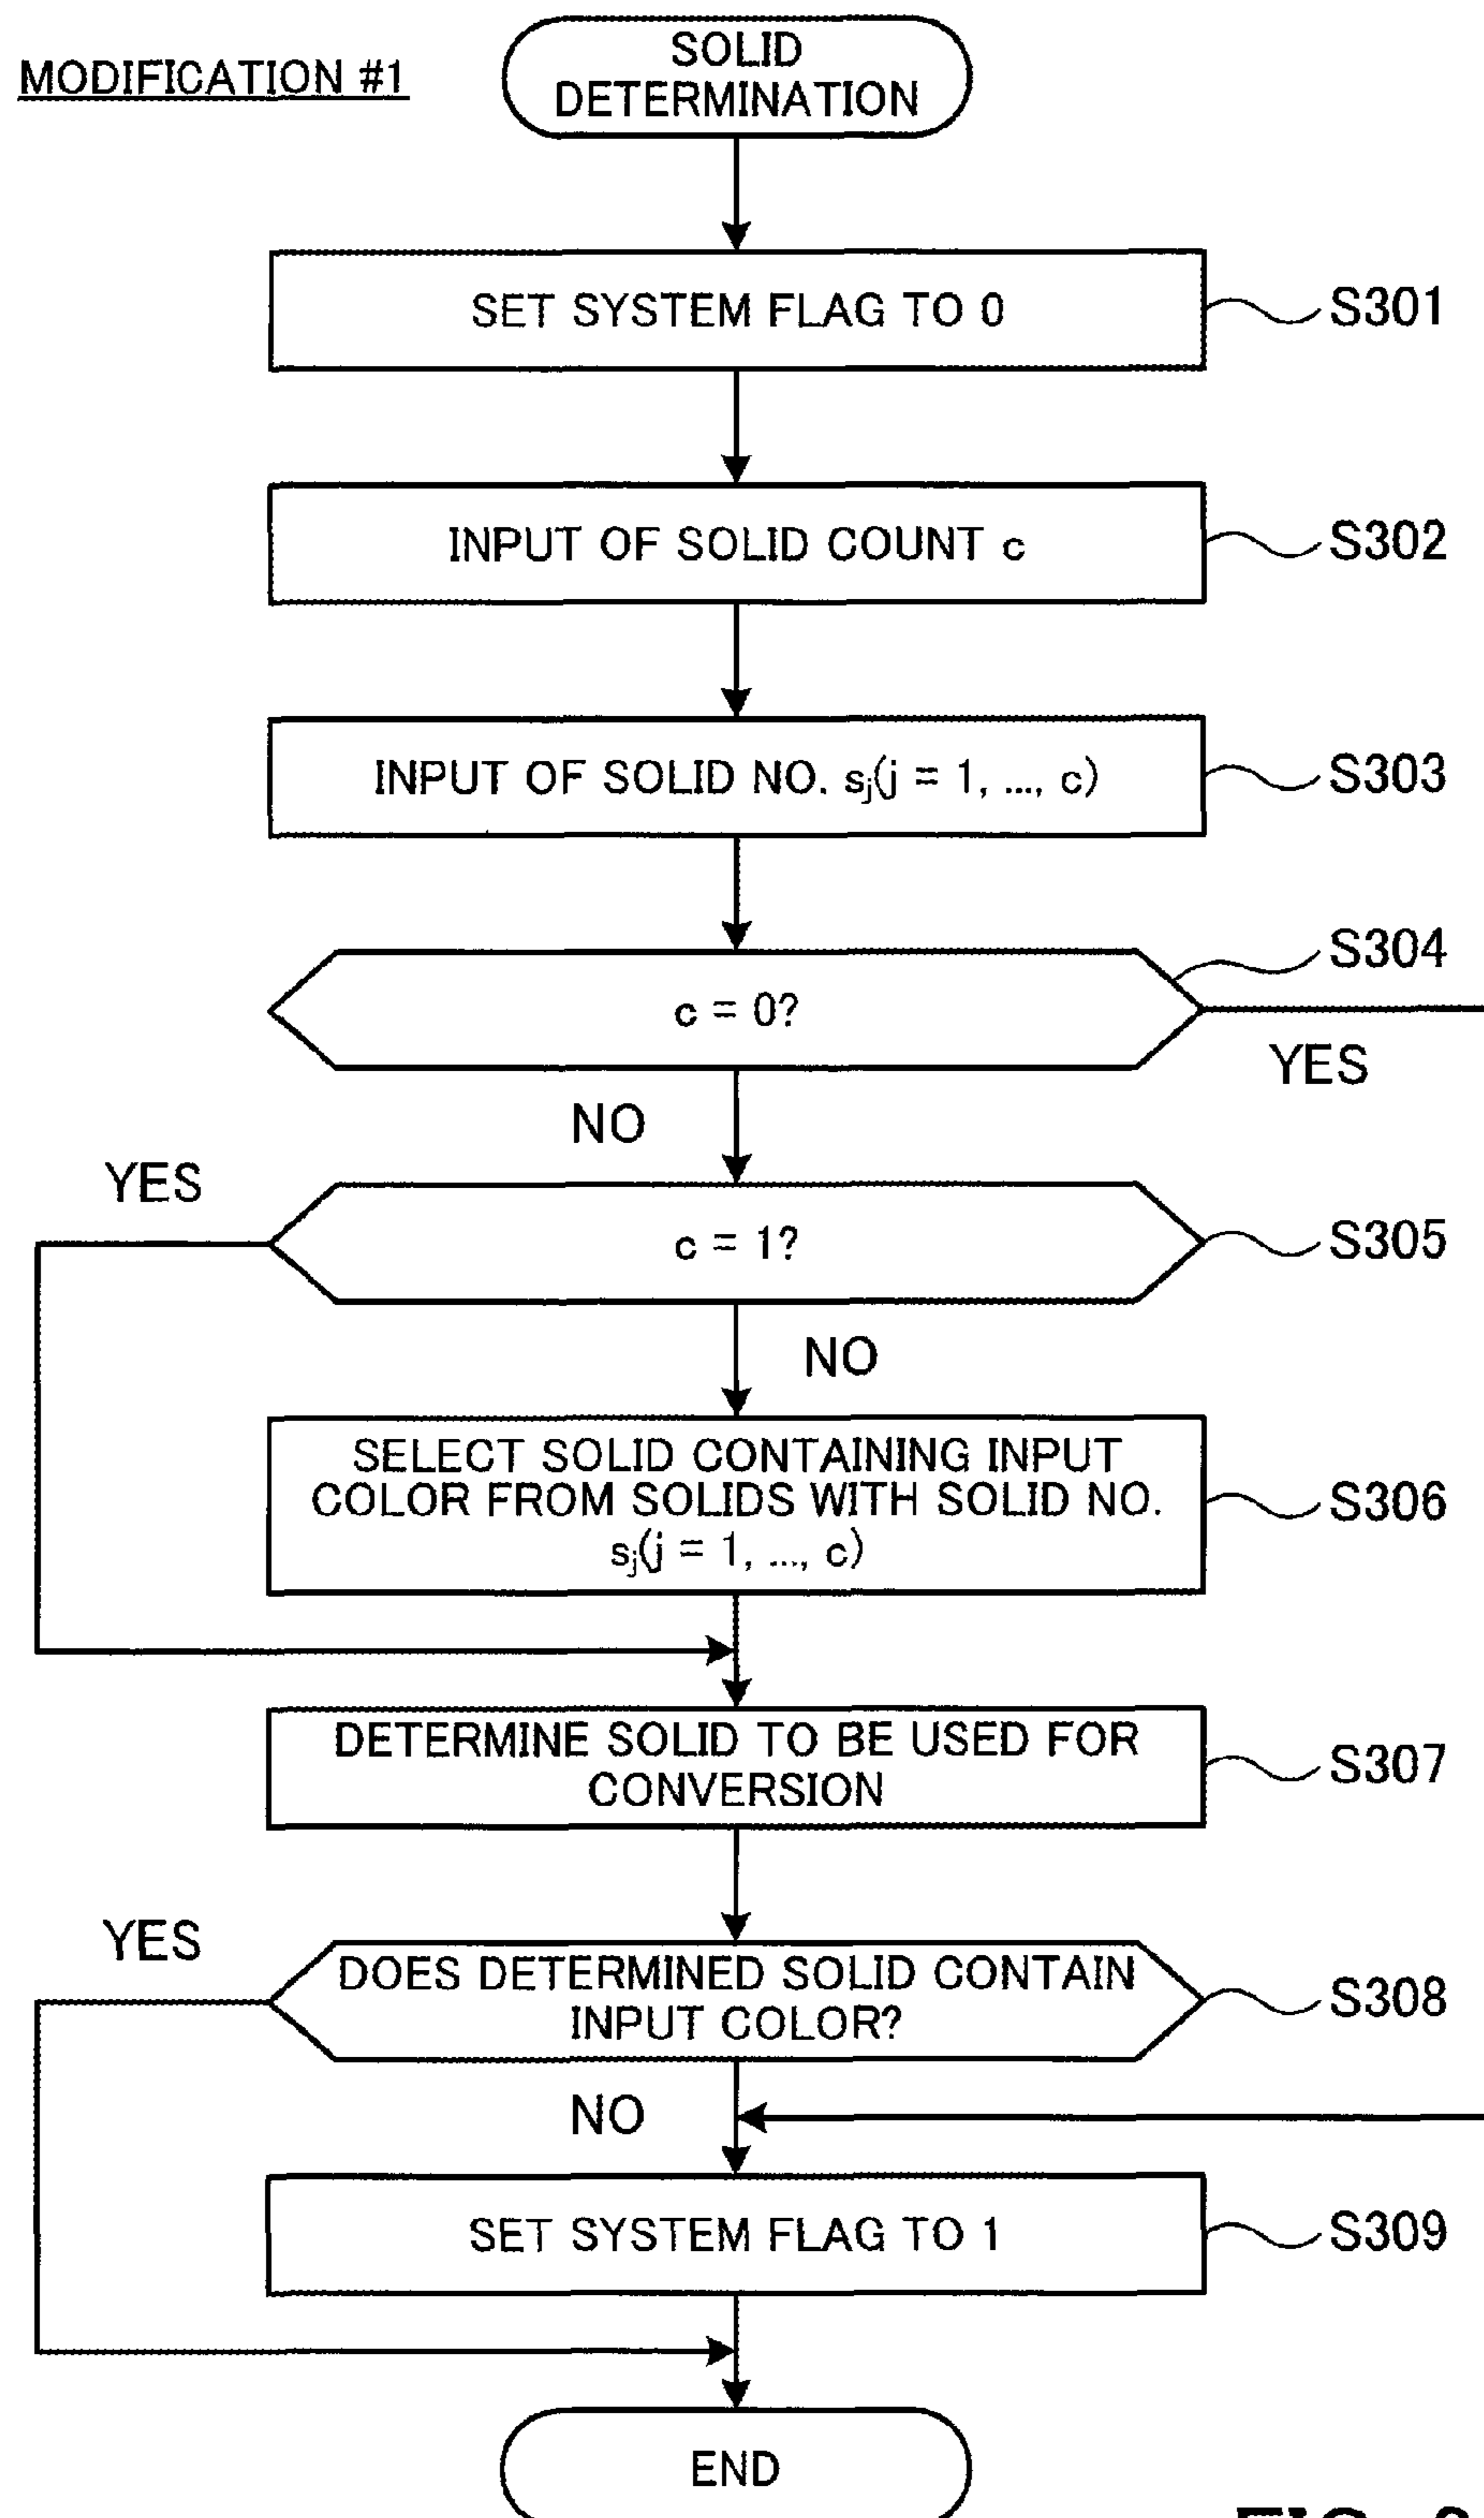 MODIFICATION #1
SOLID
DETERMINATION
SET SYSTEM FLAG TO 0
S301
INPUT OF SOLID COUNT c
S302
INPUT OF SOLID NO. sj(j = 1, ..., c)
S303
S304
c = 0?
YES
NO
YES
c = 1?
S305
NO
SELECT SOLID CONTAINING INPUT
COLOR FROM SOLIDS WITH SOLID NO.
sj(j = 1, ..., c)
S306
DETERMINE SOLID TO BE USED FOR
CONVERSION
S307
YES
DOES DETERMINED SOLID CONTAIN
INPUT COLOR?
S308
NO
SET SYSTEM FLAG TO 1
S309
END